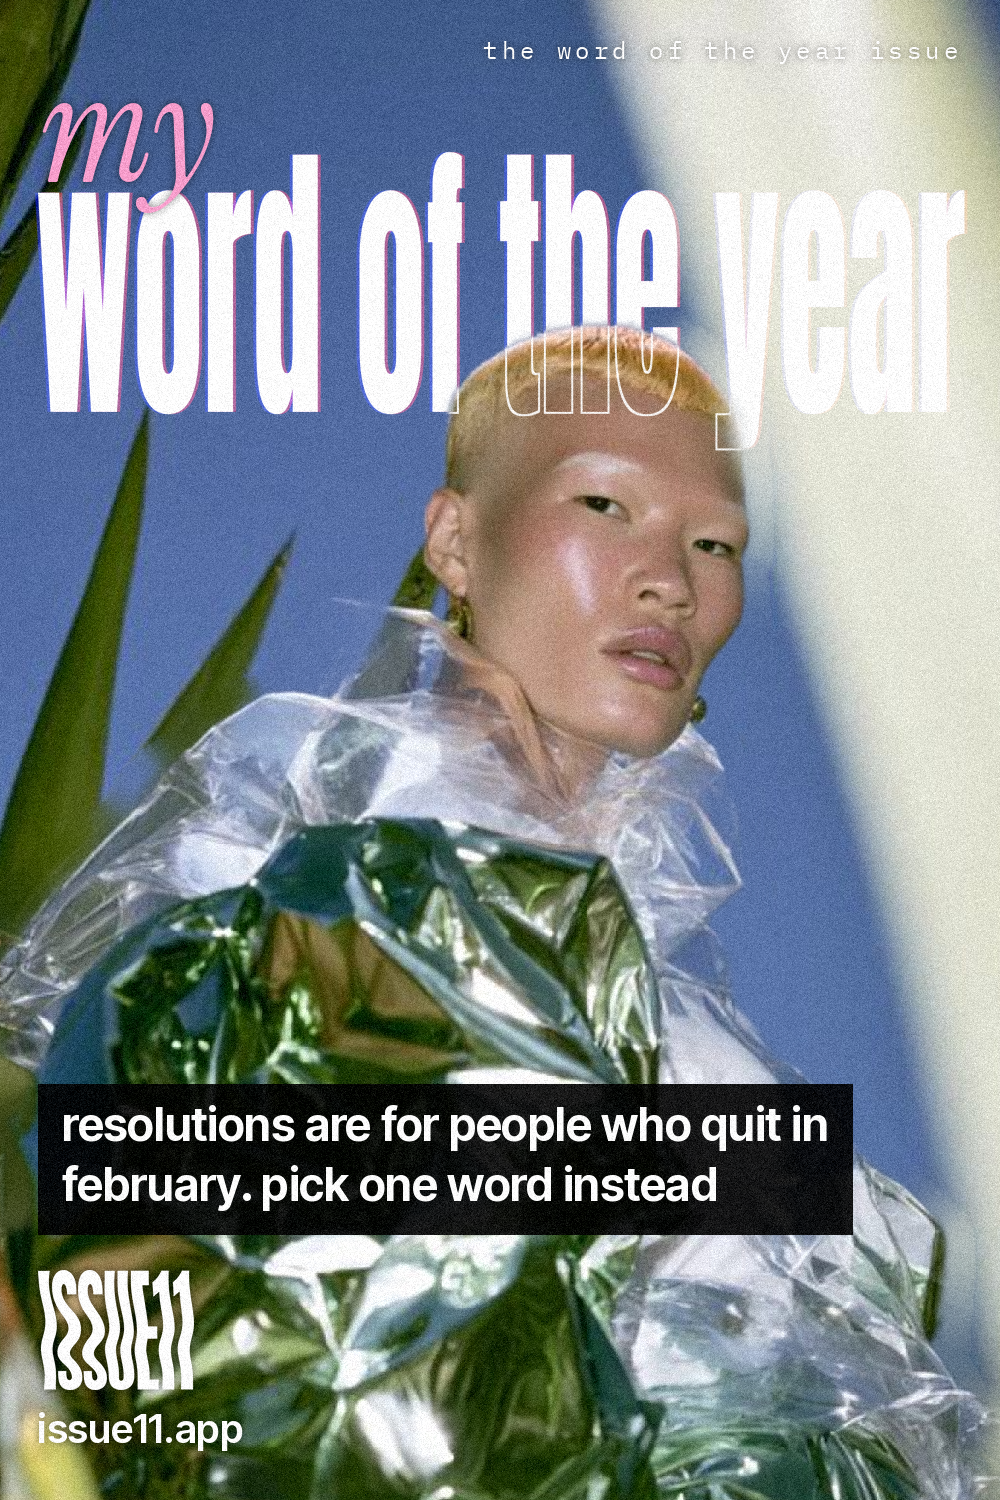 the word of the year issue
my
word of the year
resolutions are for people who quit in
february. pick one word instead
ISSUE11
issue11.app